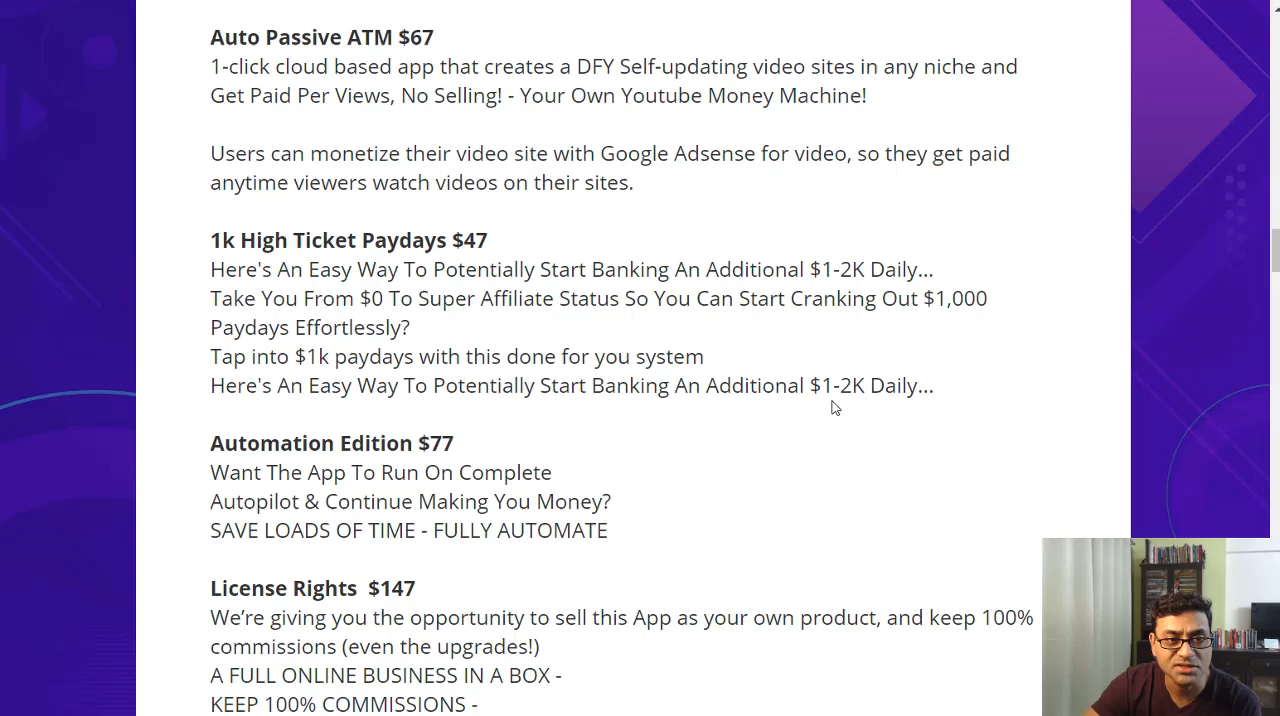 Auto Passive ATM $67
1-click cloud based app that creates a DFY Self-updating video sites in any niche and
Get Paid Per Views, No Selling! - Your Own Youtube Money Machine!
Users can monetize their video site with Google Adsense for video, so they get paid
anytime viewers watch videos on their sites.
1k High Ticket Paydays $47
Here's An Easy Way To Potentially Start Banking An Additional $1-2K Daily...
Take You From $0 To Super Affiliate Status So You Can Start Cranking Out $1,000
Paydays Effortlessly?
Tap into $1k paydays with this done for you system
Here's An Easy Way To Potentially Start Banking An Additional $1-2K Daily...
Automation Edition $77
Want The App To Run On Complete
Autopilot & Continue Making You Money?
SAVE LOADS OF TIME - FULLY AUTOMATE
License Rights  $147
We’re giving you the opportunity to sell this App as your own product, and keep 100%
commissions (even the upgrades!)
A FULL ONLINE BUSINESS IN A BOX -
KEEP 100% COMMISSIONS -